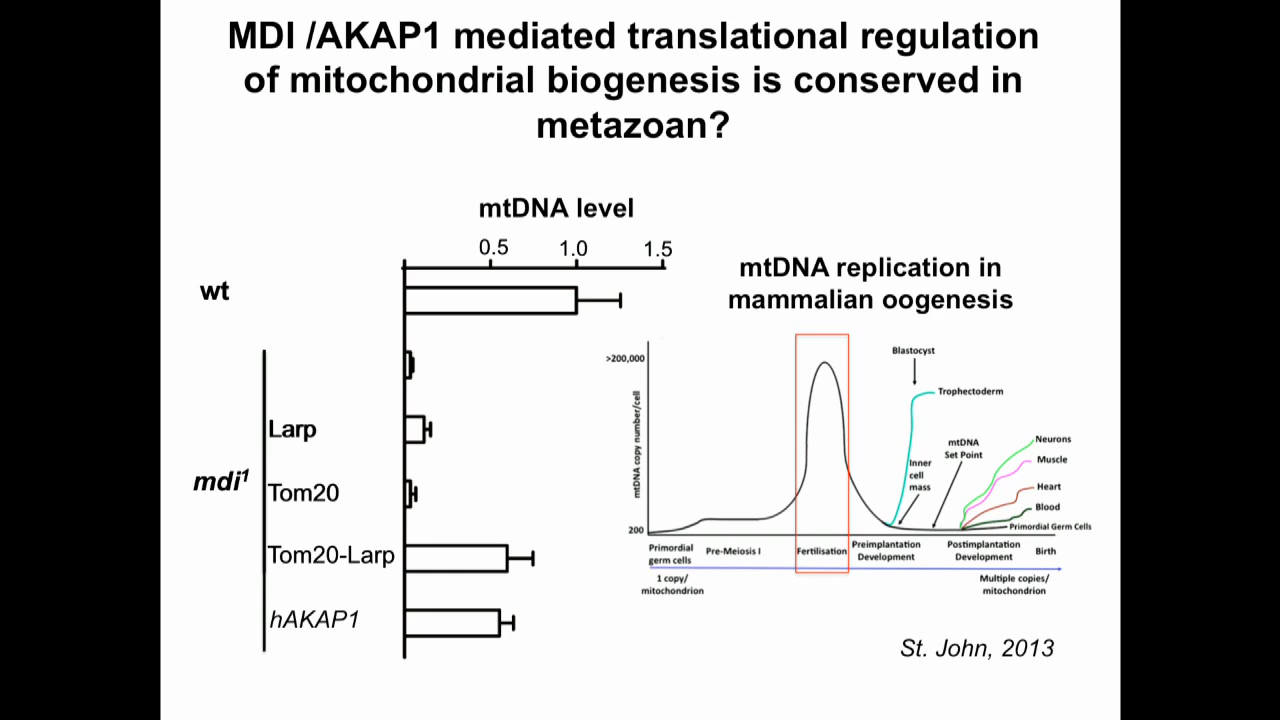 MDI /AKAP1 mediated translational regulation
of mitochondrial biogenesis is conserved in
metazoan?
mtDNA level
0.5 1.0 1.5
wt
mdi1
Larp
Tom20
Tom20-Larp
hAKAP1
mtDNA replication in
mammalian oogenesis
>200,000
mtDNA copy number/cell
200
Blastocyst
Trophectoderm
Inner
cell
mass
mtDNA
Set Point
Neurons
Muscle
Heart
Blood
Primordial Germ Cells
Primordial
germ cells
Pre-Meiosis I
Fertilisation
Preimplantation
Development
Postimplantation
Development
Birth
1 copy/
mitochondrion
Multiple copies/
mitochondrion
St. John, 2013